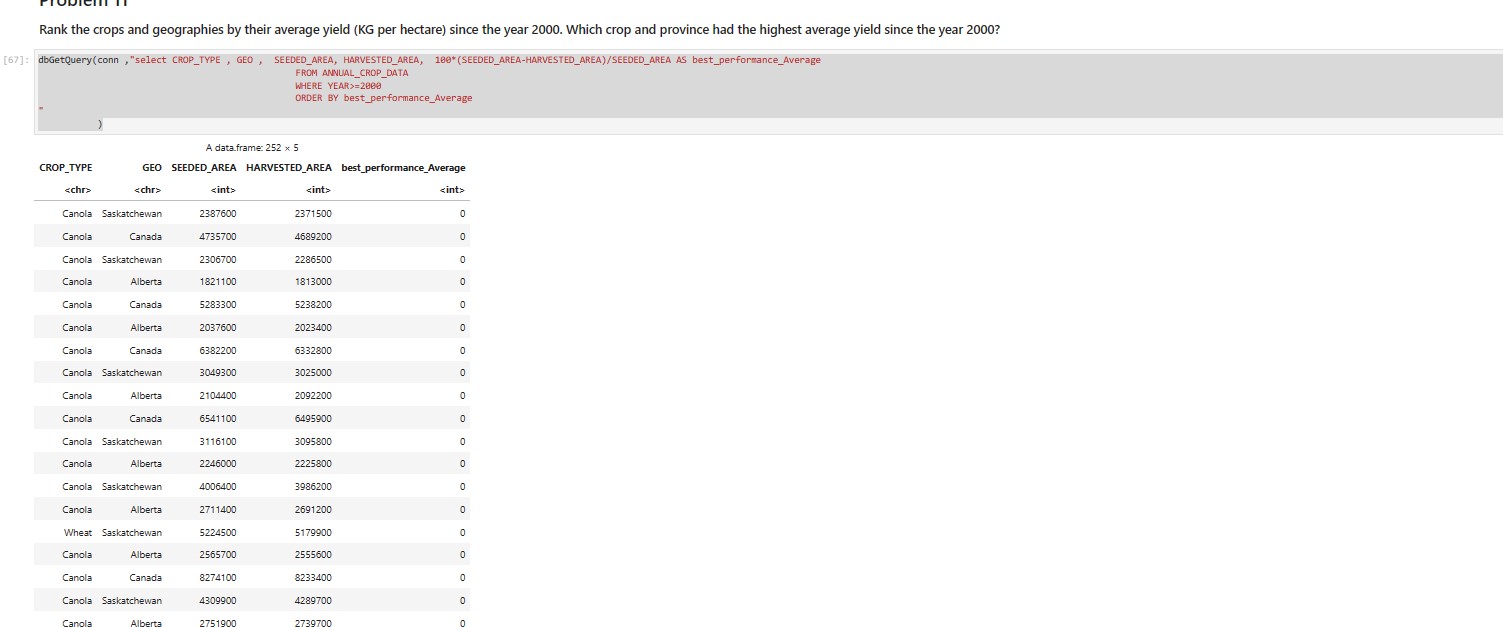 Problem 11
Rank the crops and geographies by their average yield (KG per hectare) since the year 2000. Which crop and province had the highest average yield since the year 2000?
[67]: dbGetQuery(conn ,"select CROP_TYPE , GEO , SEEDED_AREA, HARVESTED_AREA, 100*(SEEDED_AREA-HARVESTED_AREA)/SEEDED_AREA AS best_performance_Average
FROM ANNUAL_CROP_DATA
WHERE YEAR>=2000
ORDER BY best_performance_Average
"
)
A data.frame: 252 × 5
CROP_TYPE GEO SEEDED_AREA HARVESTED_AREA best_performance_Average
<chr> <chr> <int> <int> <int>
Canola Saskatchewan 2387600 2371500 0
Canola Canada 4735700 4689200 0
Canola Saskatchewan 2306700 2286500 0
Canola Alberta 1821100 1813000 0
Canola Canada 5283300 5238200 0
Canola Alberta 2037600 2023400 0
Canola Canada 6382200 6332800 0
Canola Saskatchewan 3049300 3025000 0
Canola Alberta 2104400 2092200 0
Canola Canada 6541100 6495900 0
Canola Saskatchewan 3116100 3095800 0
Canola Alberta 2246000 2225800 0
Canola Saskatchewan 4006400 3986200 0
Canola Alberta 2711400 2691200 0
Wheat Saskatchewan 5224500 5179900 0
Canola Alberta 2565700 2555600 0
Canola Canada 8274100 8233400 0
Canola Saskatchewan 4309900 4289700 0
Canola Alberta 2751900 2739700 0